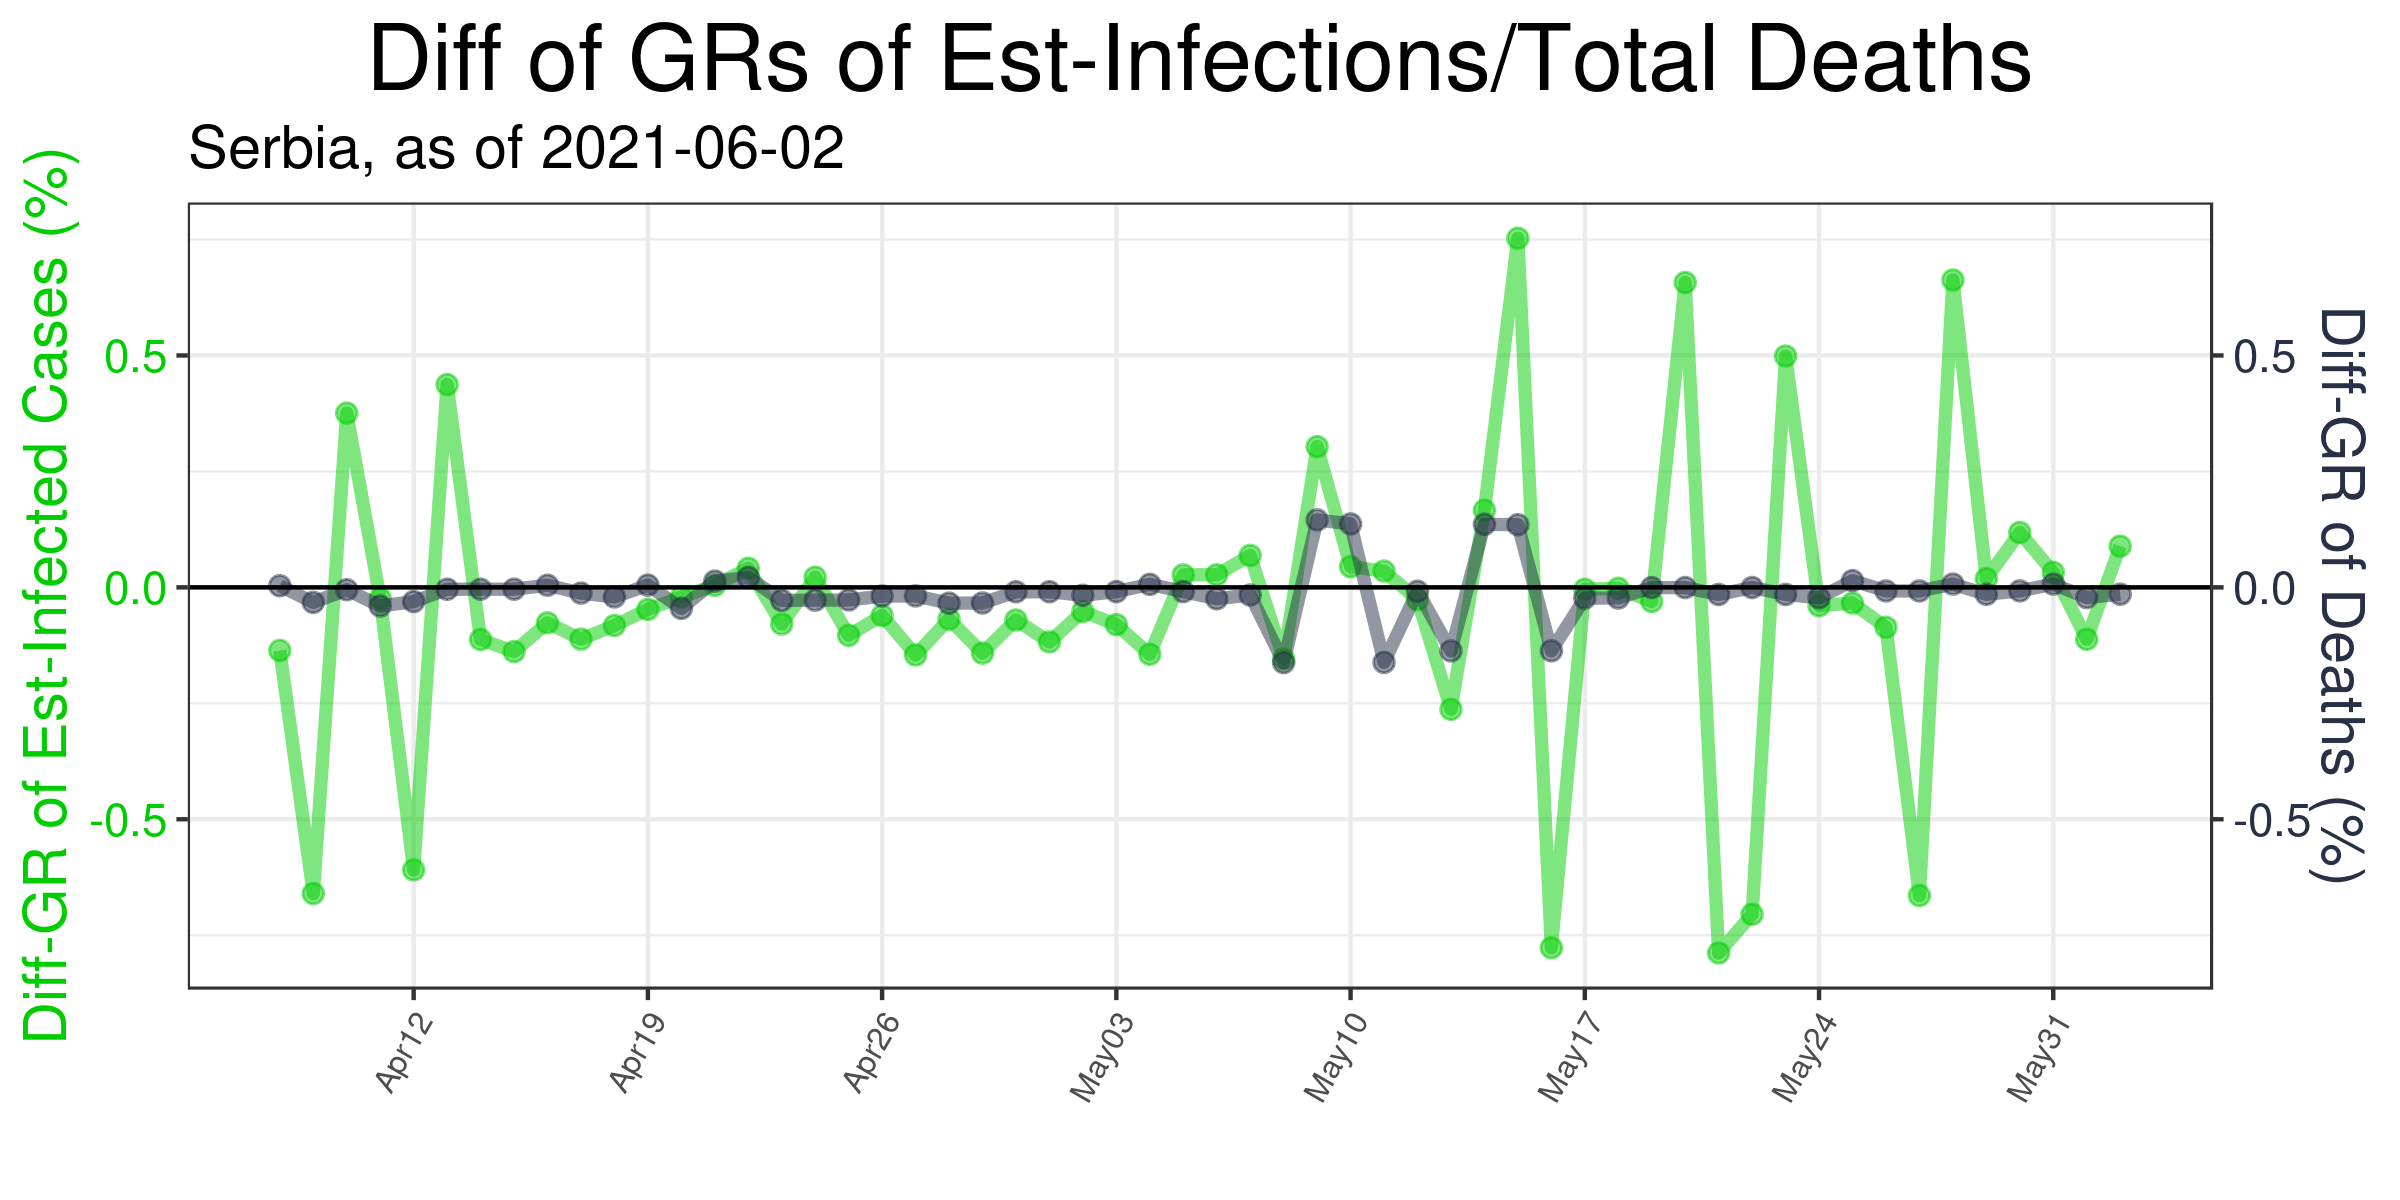 Diff of GRs of Est-Infections/Total Deaths
Serbia, as of 2021-06-02
Diff-GR of Est-Infected Cases (%)
0.5
0.0
-0.5
0.5
0.0
-0.5
Diff-GR of Deaths (%)
Apr12
Apr19
Apr26
May03
May10
May17
May24
May31